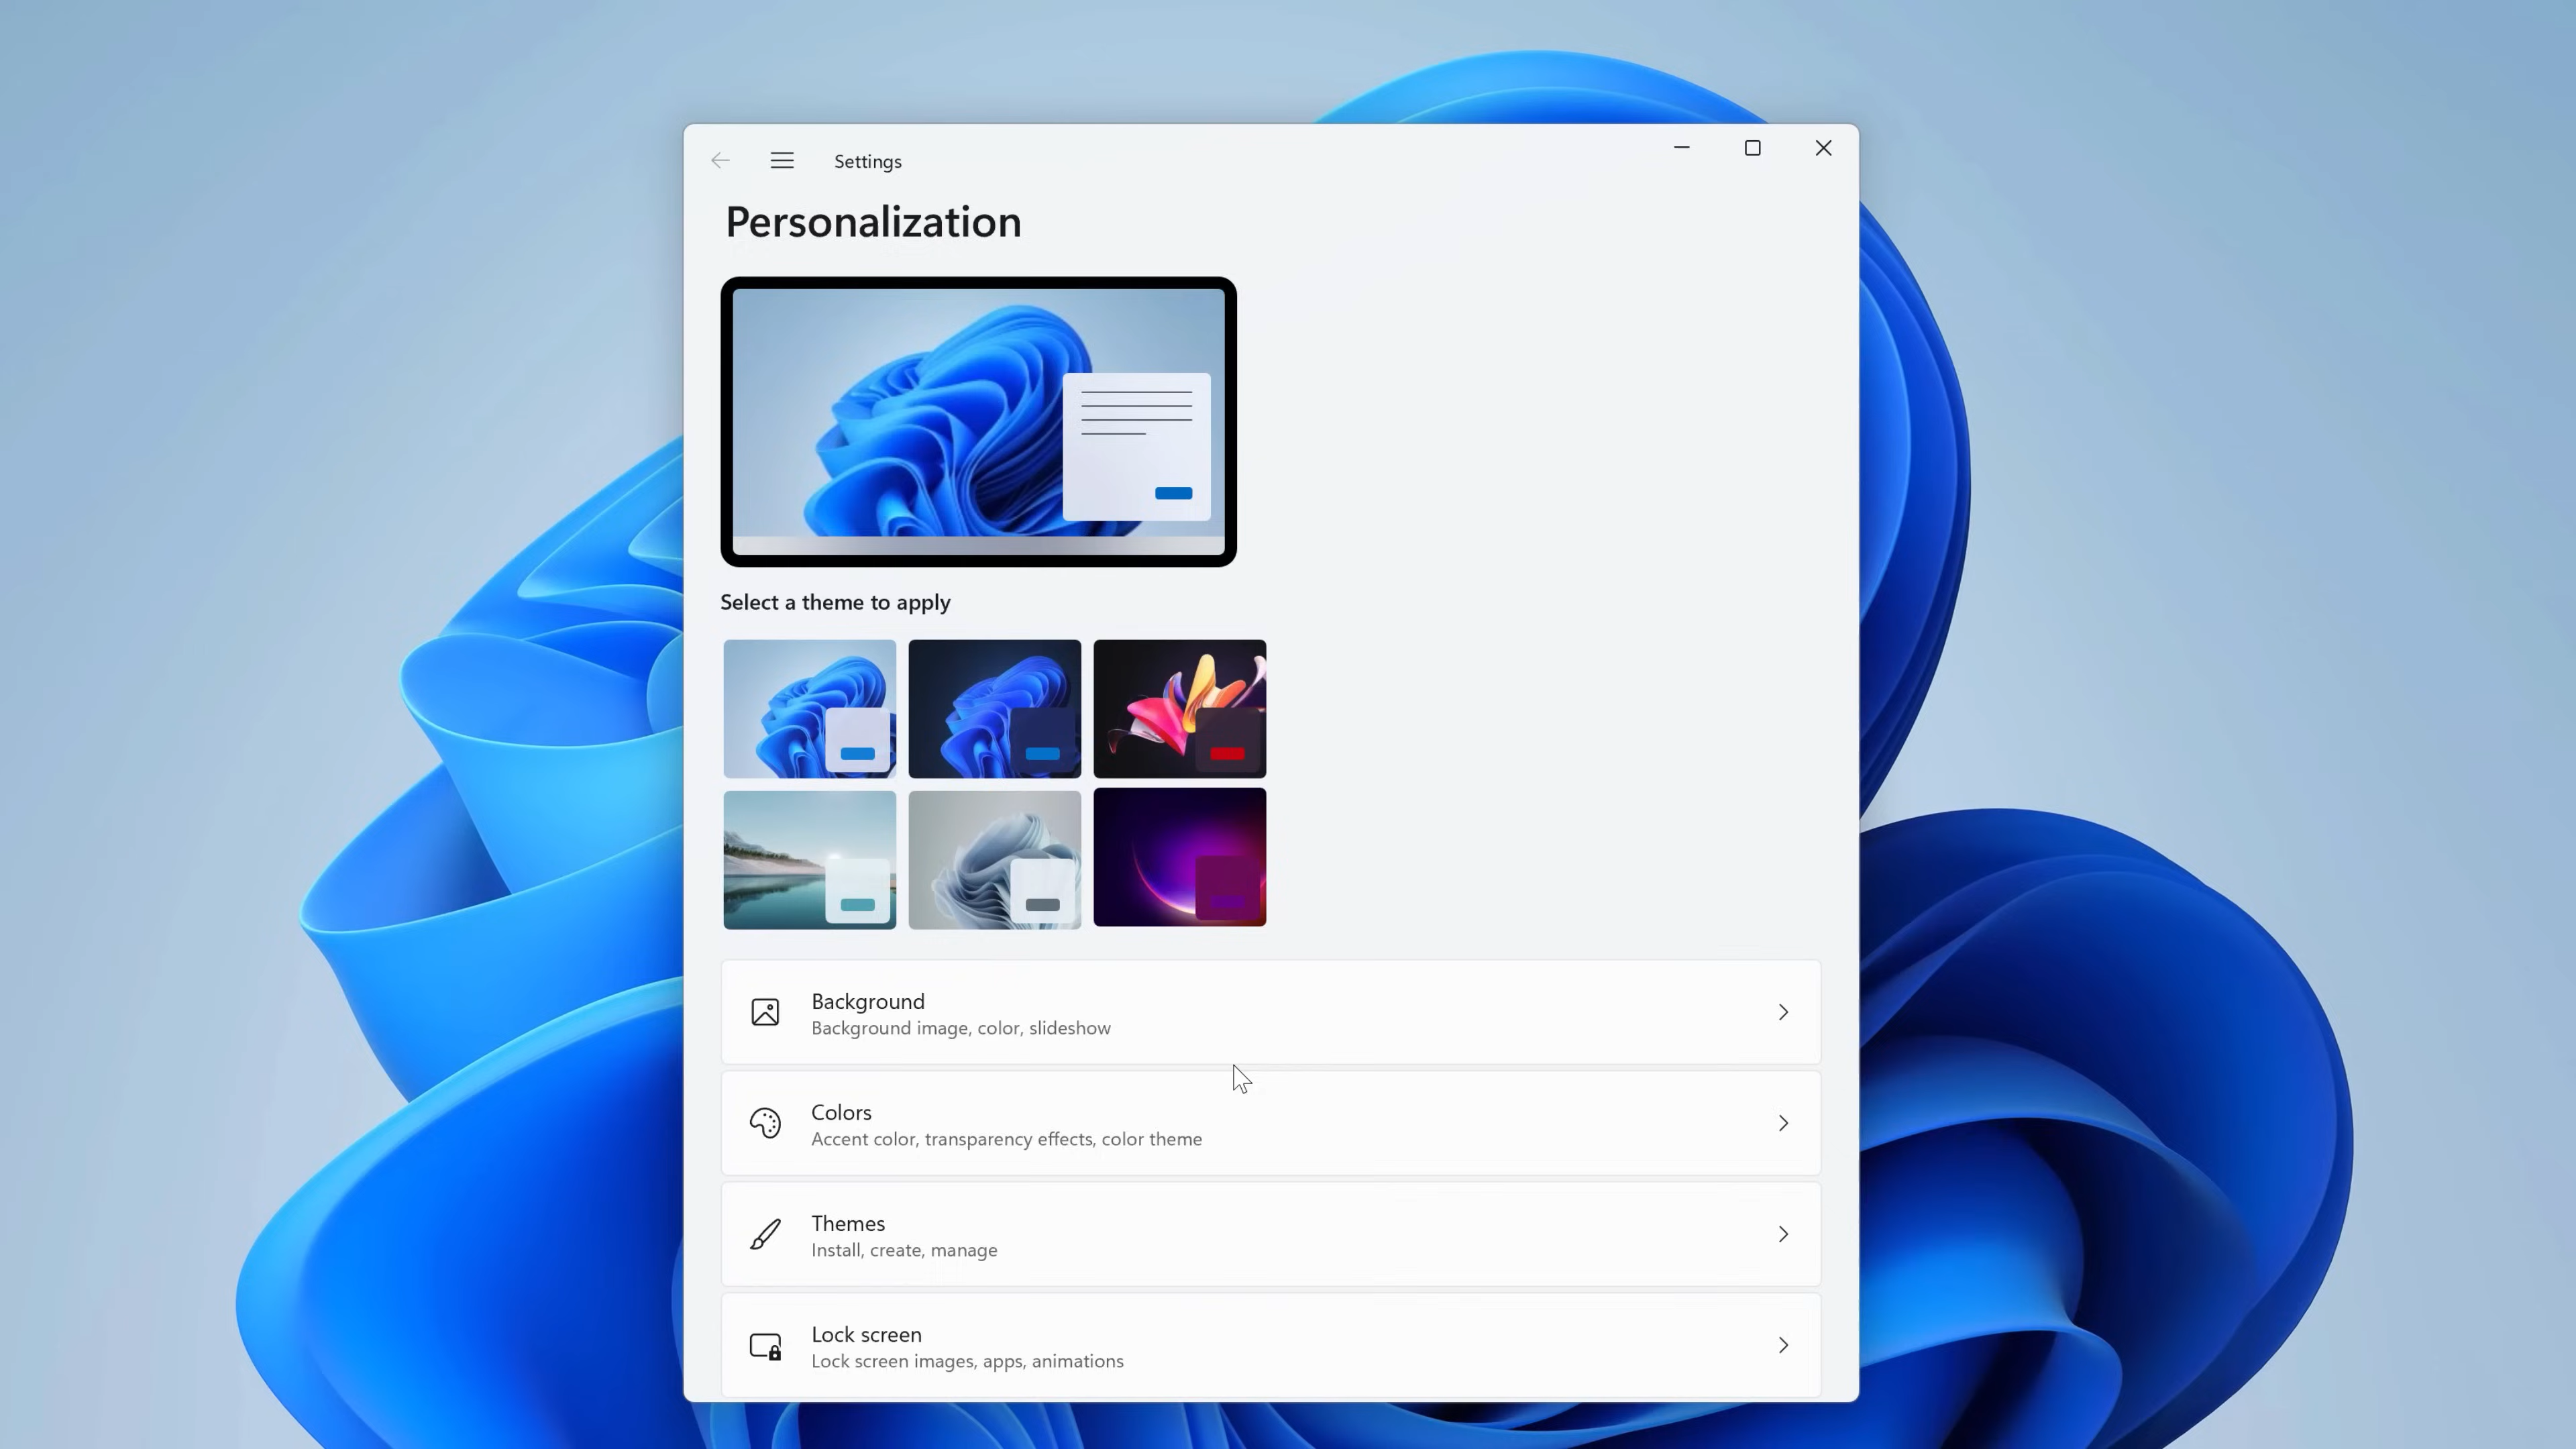 Settings
Personalization
Select a theme to apply
Background
Background image, color, slideshow
Colors
Accent color, transparency effects, color theme
Themes
Install, create, manage
Lock screen
Lock screen images, apps, animations